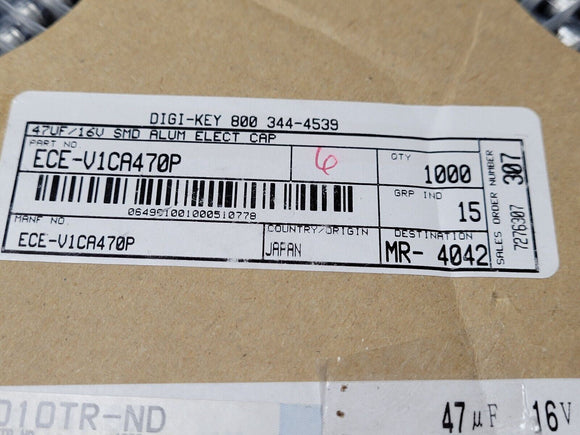 DIGI-KEY 800 344-4539
47UF/16V SMD ALUM ELECT CAP
PART NO.
ECE-V1CA470P
6
QTY
1000
GRP IND
15
064991001000510778
MANF NO.
ECE-V1CA470P
COUNTRY/ORIGIN
JAPAN
DESTINATION
MR- 4042
SALES ORDER NUMBER
7276307
307
010TR-ND
47μF 16V